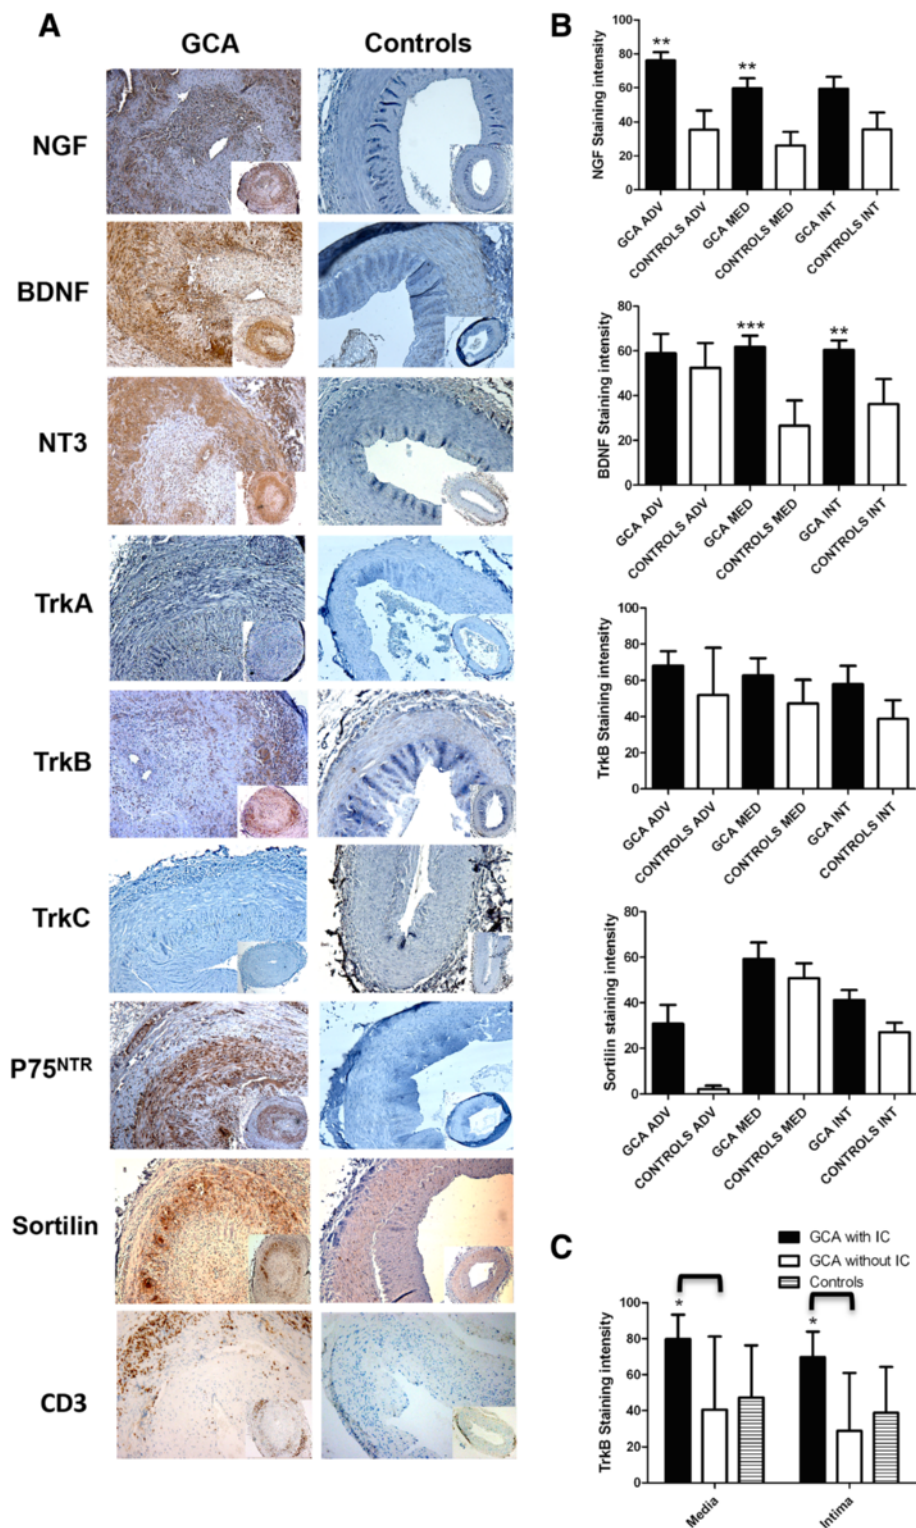 A
GCA Controls
NGF
BDNF
NT3
TrkA
TrkB
TrkC
P75NTR
Sortilin
CD3
B
NGF Staining intensity
100
80
60
40
20
0
** **
GCA ADV
CONTROLS ADV
GCA MED
CONTROLS MED
GCA INT
CONTROLS INT
BDNF Staining intensity
80
60
40
20
0
*** **
GCA ADV
CONTROLS ADV
GCA MED
CONTROLS MED
GCA INT
CONTROLS INT
TrkB Staining intensity
100
80
60
40
20
0
GCA ADV
CONTROLS ADV
GCA MED
CONTROLS MED
GCA INT
CONTROLS INT
Sortilin staining intensity
80
60
40
20
0
GCA ADV
CONTROLS ADV
GCA MED
CONTROLS MED
GCA INT
CONTROLS INT
C
GCA with IC
GCA without IC
Controls
TrkB Staining intensity
100
80
60
40
20
0
* *
Media
Intima